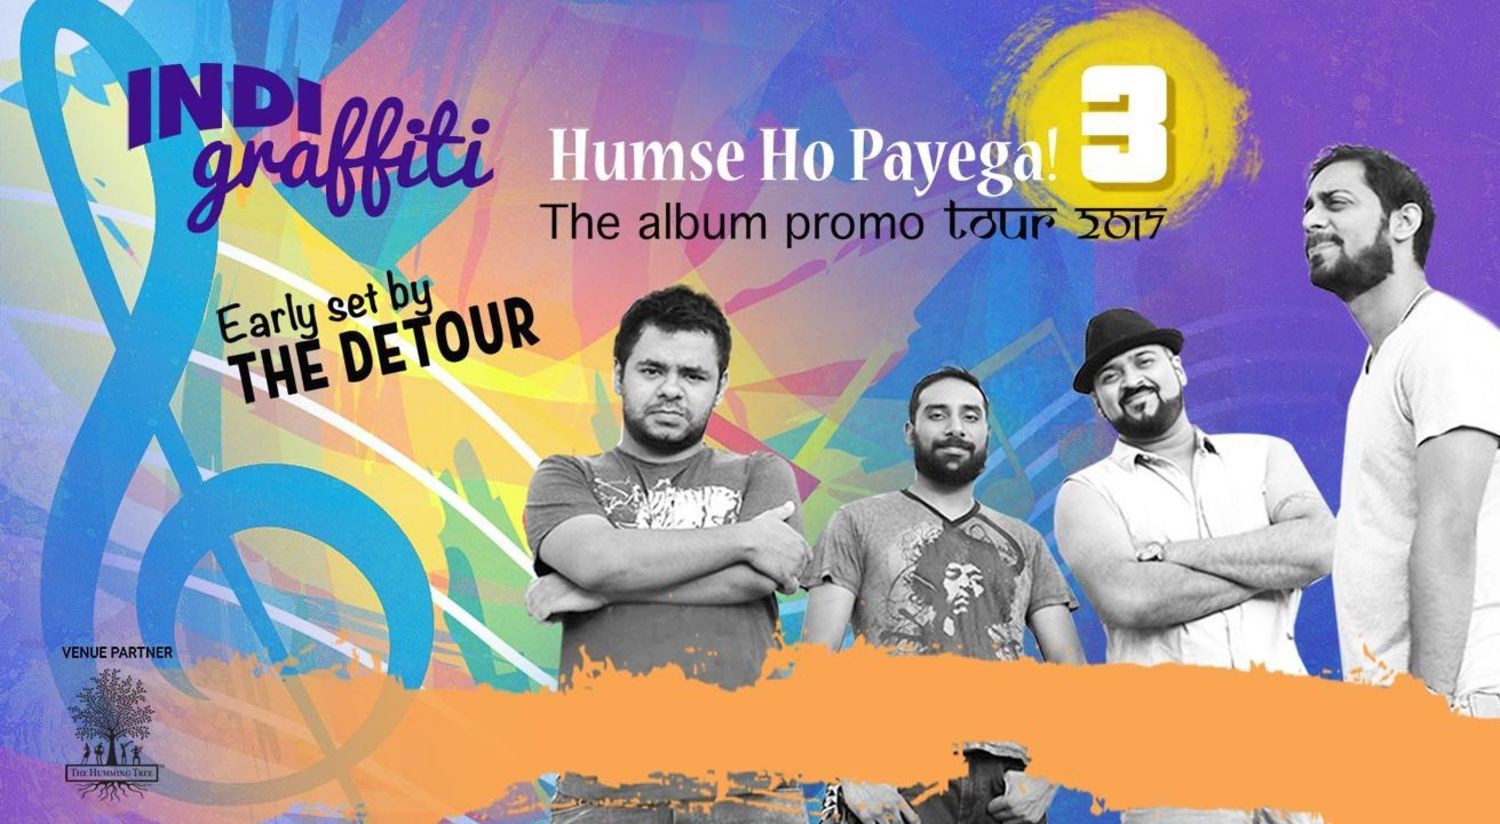 INDI
graffiti
Humse Ho Payega! 3
The album promo tour 2017
Early set by
THE DETOUR
VENUE PARTNER
THE HUMMING TREE